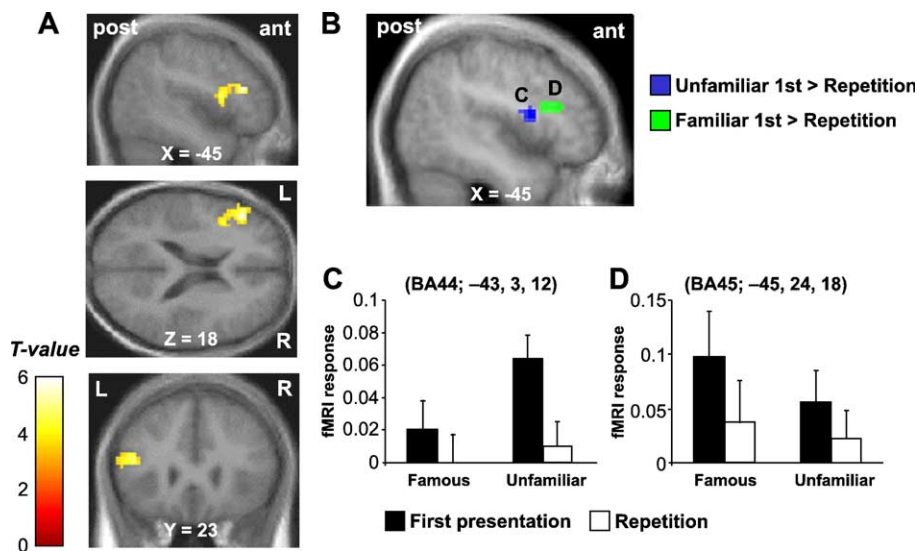 A
post
ant
X = -45
L
Z = 18
R
T-value
6
4
2
0
L
R
Y = 23
B
post
ant
C
D
X = -45
Unfamiliar 1st > Repetition
Familiar 1st > Repetition
C
(BA44; –43, 3, 12)
fMRI response
0.1
0.08
0.06
0.04
0.02
0
Famous
Unfamiliar
D
(BA45; –45, 24, 18)
fMRI response
0.15
0.1
0.05
0
Famous
Unfamiliar
First presentation
Repetition